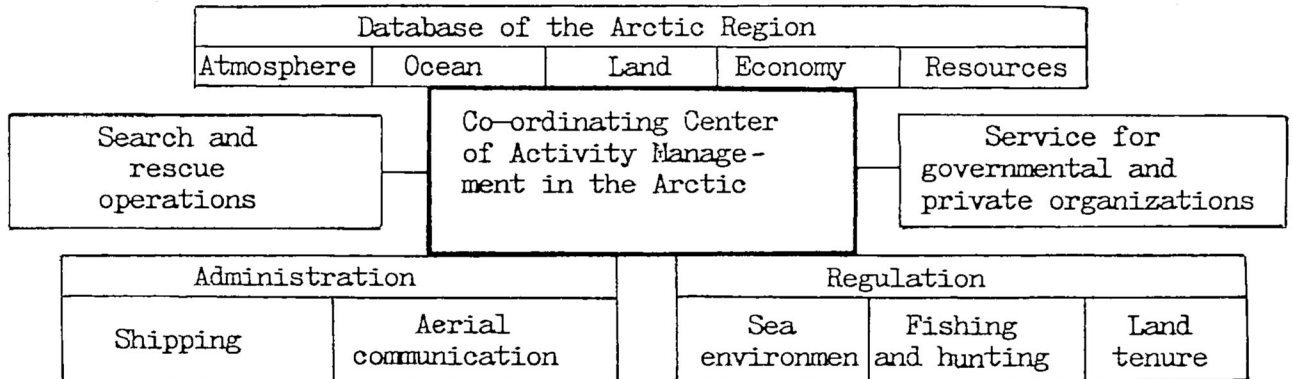 Database of the Arctic Region
Atmosphere Ocean Land Economy Resources
Search and
rescue
operations
Co-ordinating Center
of Activity Manage-
ment in the Arctic
Service for
governmental and
private organizations
Administration
Shipping
Aerial
communication
Regulation
Sea
environmen
Fishing
and hunting
Land
tenure